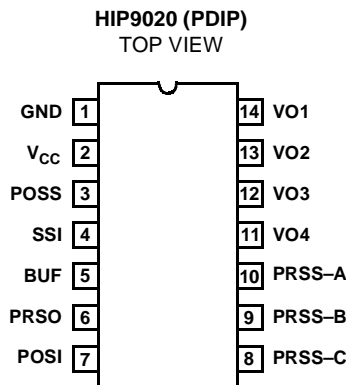 HIP9020 (PDIP)
TOP VIEW
GND 1 14 VO1
VCC 2 13 VO2
POSS 3 12 VO3
SSI 4 11 VO4
BUF 5 10 PRSS–A
PRSO 6 9 PRSS–B
POSI 7 8 PRSS–C